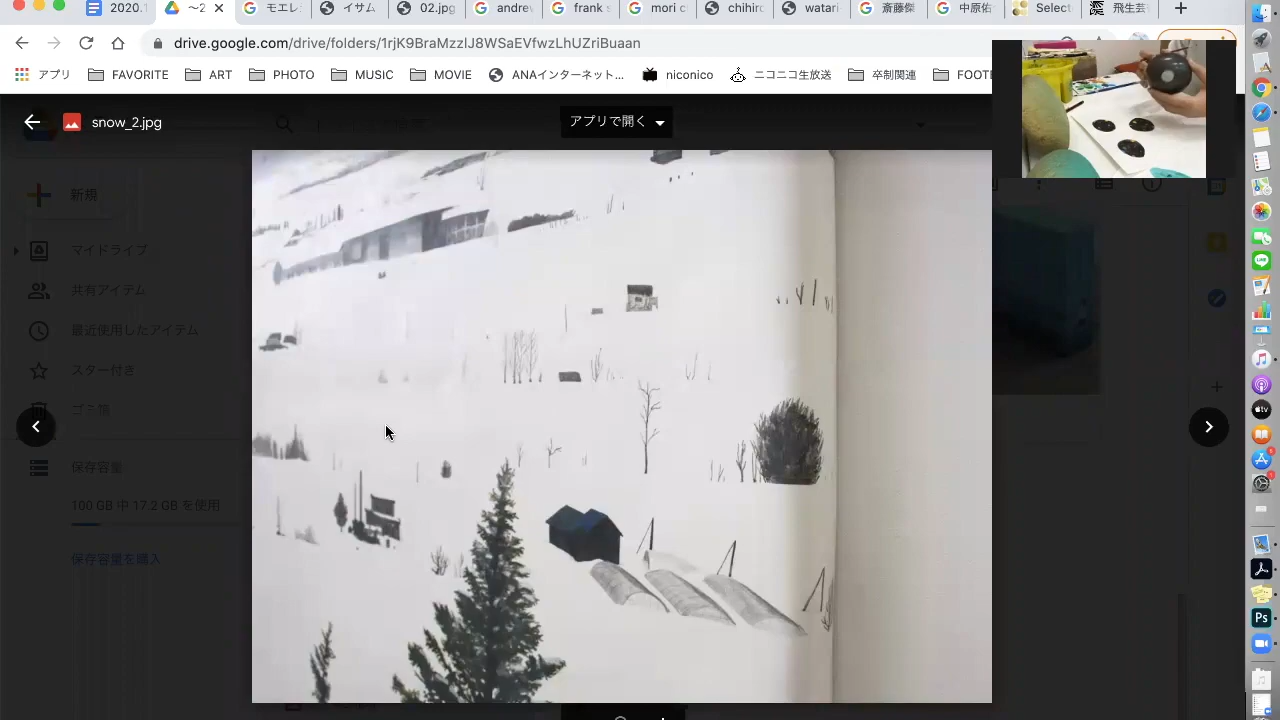 2020.1
~2
モエレ
イサム
02.jpg
andrew
frank s
mori c
chihiro
watari-
斎藤傑
中原佑
Select
飛生芸
drive.google.com/drive/folders/1rjK9BraMzzlJ8WSaEVfwzLhUZriBuaan
アプリ
FAVORITE
ART
PHOTO
MUSIC
MOVIE
ANAインターネット...
niconico
ニコニコ生放送
卒制関連
FOOT
snow_2.jpg
アプリで開く
新規
マイドライブ
共有アイテム
最近使用したアイテム
スター付き
ゴミ箱
保存容量
100 GB 中 17.2 GB を使用
保存容量を購入
LINE
tv
Ps